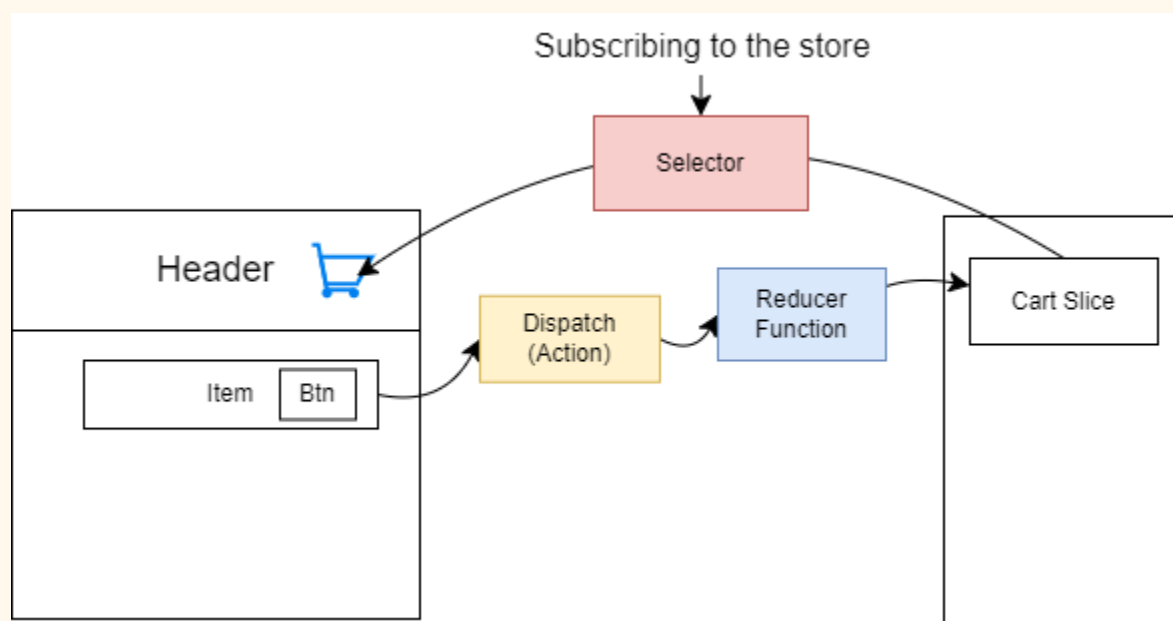 Subscribing to the store
Selector
Header
Dispatch
(Action)
Reducer
Function
Cart Slice
Item
Btn